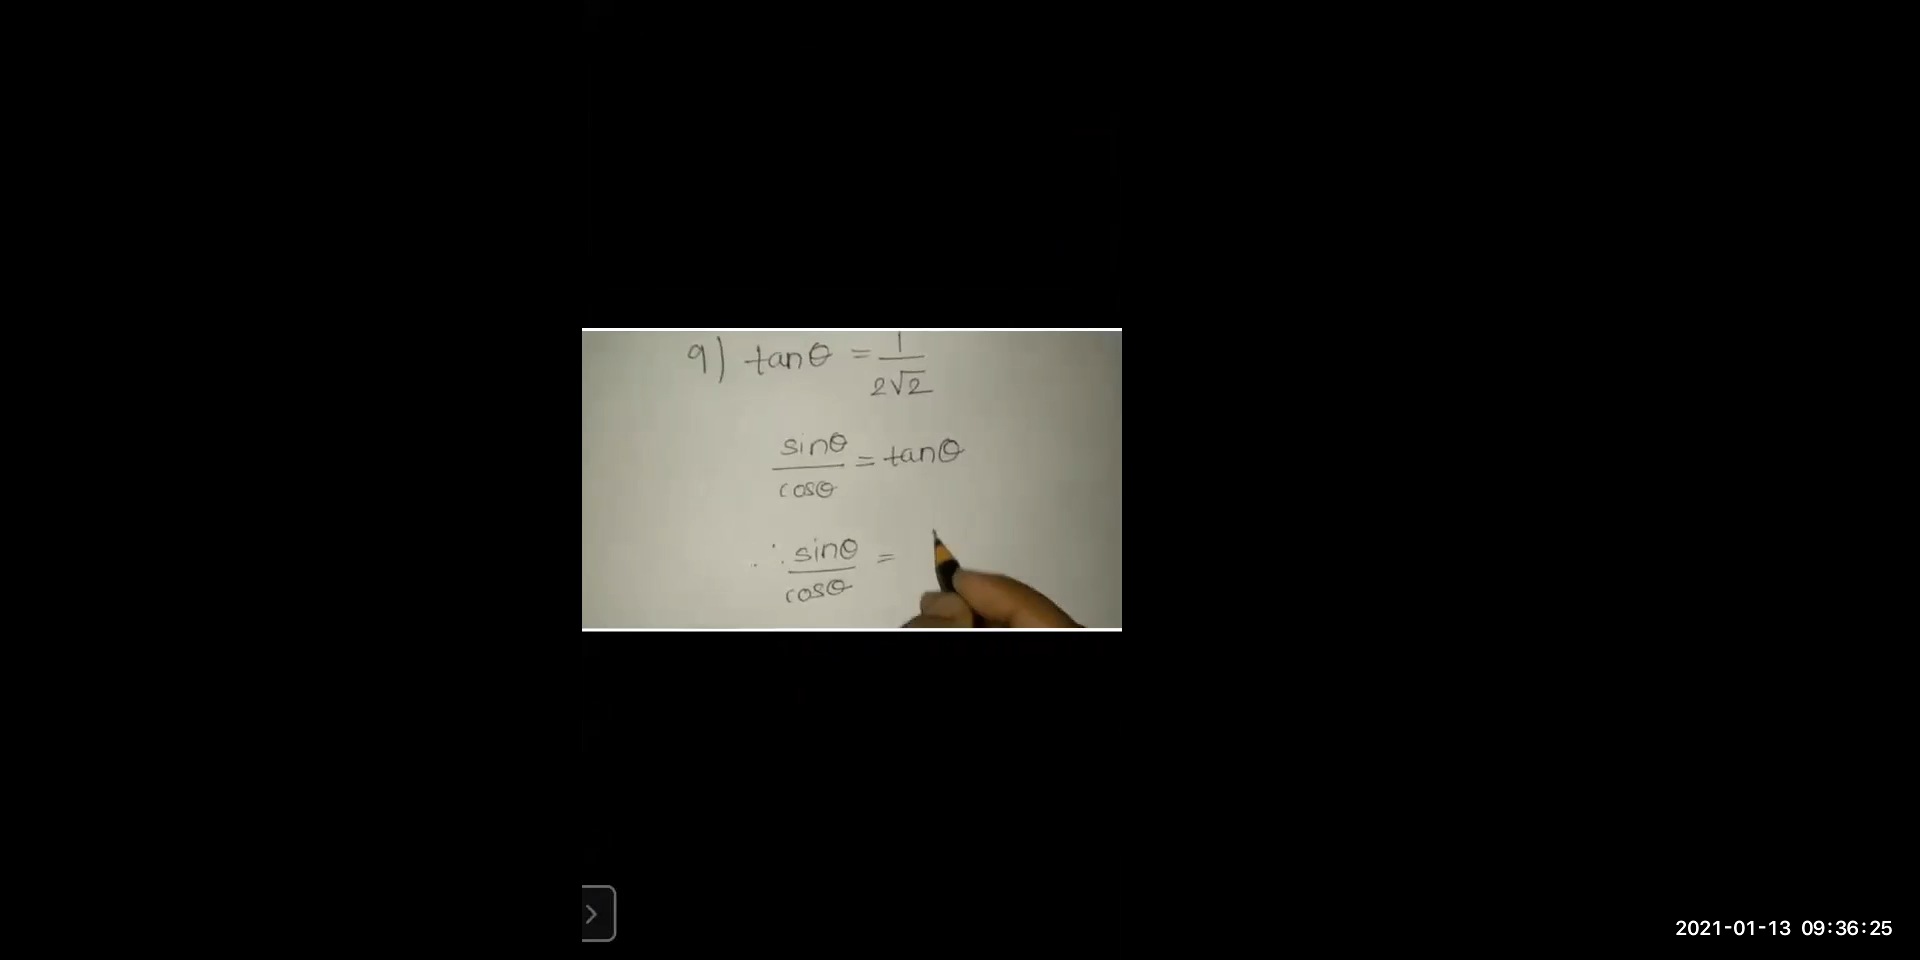 9) tanθ = 1/2√2
sinθ/cosθ = tanθ
∴ sinθ/cosθ =
2021-01-13 09:36:25